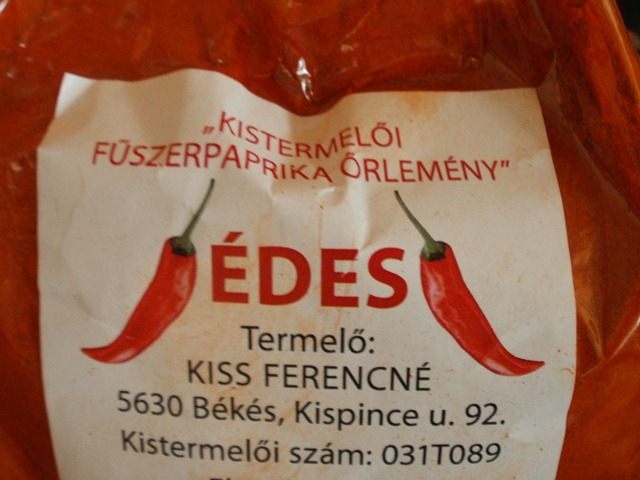 „KISTERMELŐI
FŰSZERPAPRIKA ŐRLEMÉNY”
ÉDES
Termelő:
KISS FERENCNÉ
5630 Békés, Kispince u. 92.
Kistermelői szám: 031T089